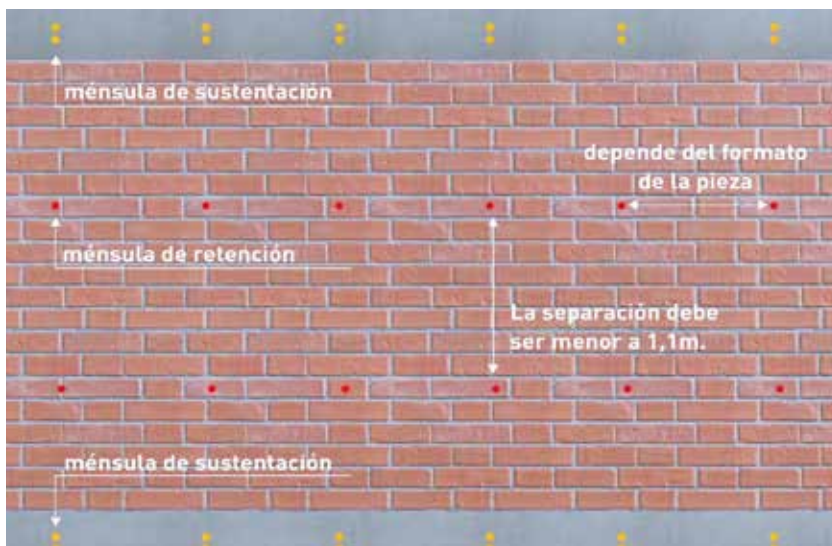 ménsula de sustentación
depende del formato
de la pieza
ménsula de retención
La separación debe
ser menor a 1,1m.
ménsula de sustentación